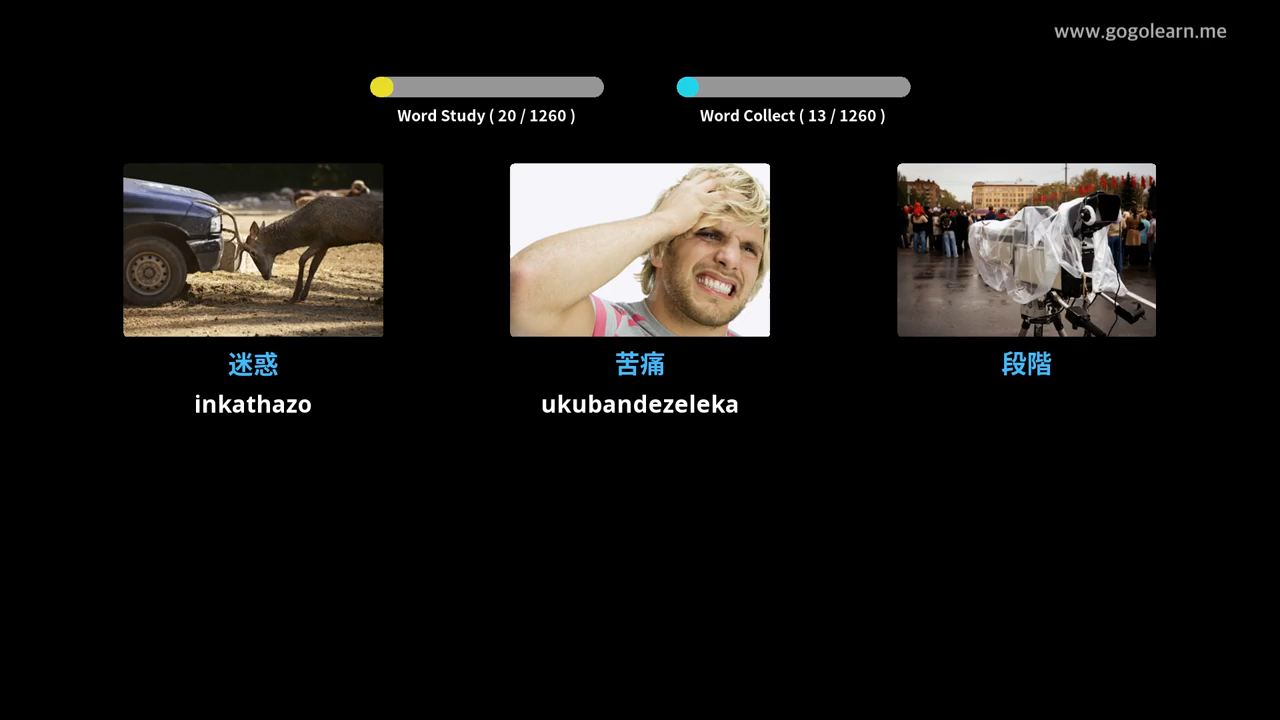 www.gogolearn.me
Word Study ( 20 / 1260 )
Word Collect ( 13 / 1260 )
迷惑
苦痛
段階
inkathazo
ukubandezeleka